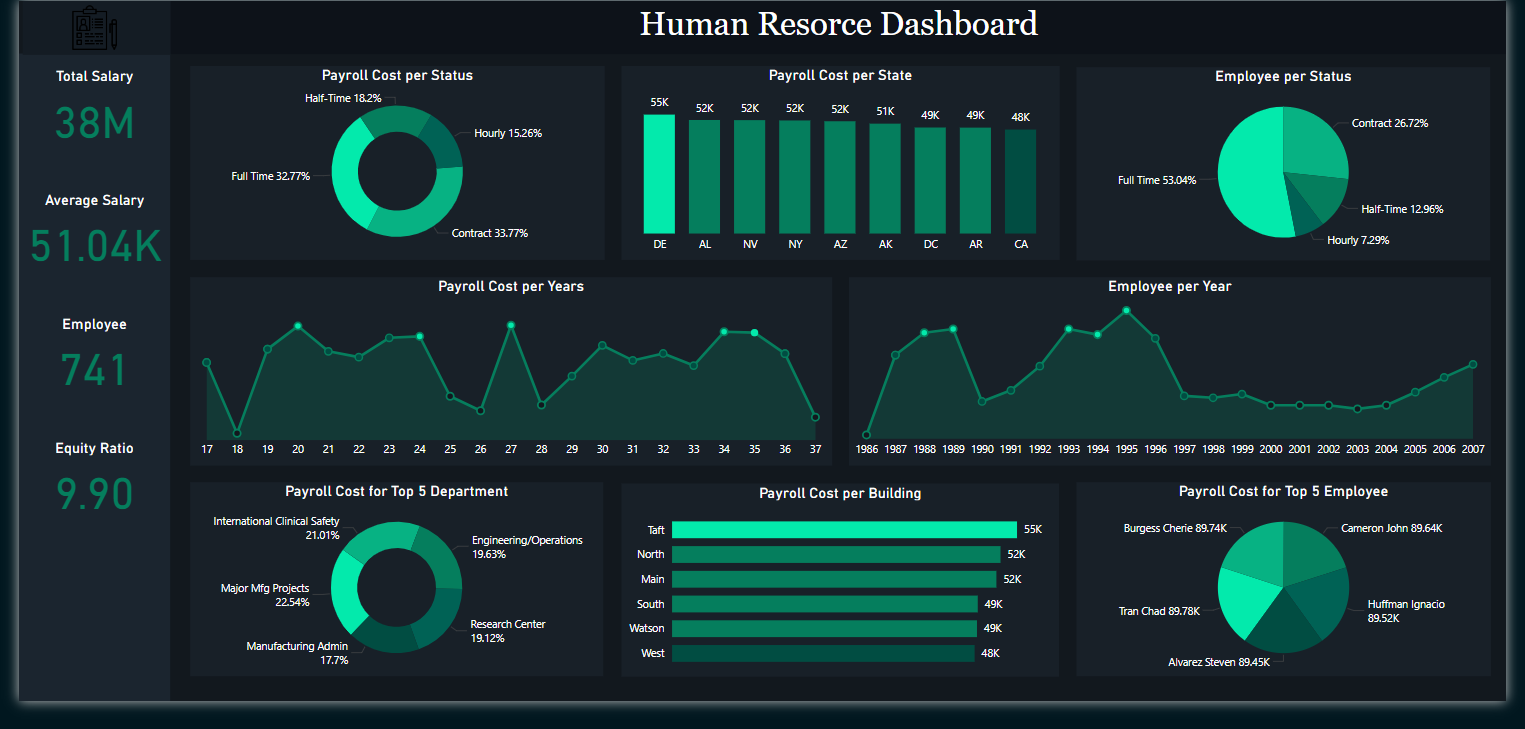 Human Resorce Dashboard
Total Salary
38M
Average Salary
51.04K
Employee
741
Equity Ratio
9.90
Payroll Cost per Status
Half-Time 18.2%
Hourly 15.26%
Full Time 32.77%
Contract 33.77%
Payroll Cost per State
55K 52K 52K 52K 52K 51K 49K 49K 48K
DE AL NV NY AZ AK DC AR CA
Employee per Status
Contract 26.72%
Full Time 53.04%
Half-Time 12.96%
Hourly 7.29%
Payroll Cost per Years
17 18 19 20 21 22 23 24 25 26 27 28 29 30 31 32 33 34 35 36 37
Employee per Year
1986 1987 1988 1989 1990 1991 1992 1993 1994 1995 1996 1997 1998 1999 2000 2001 2002 2003 2004 2005 2006 2007
Payroll Cost for Top 5 Department
International Clinical Safety
21.01%
Engineering/Operations
19.63%
Major Mfg Projects
22.54%
Research Center
19.12%
Manufacturing Admin
17.7%
Payroll Cost per Building
Taft 55K
North 52K
Main 52K
South 49K
Watson 49K
West 48K
Payroll Cost for Top 5 Employee
Burgess Cherie 89.74K
Cameron John 89.64K
Tran Chad 89.78K
Huffman Ignacio
89.52K
Alvarez Steven 89.45K